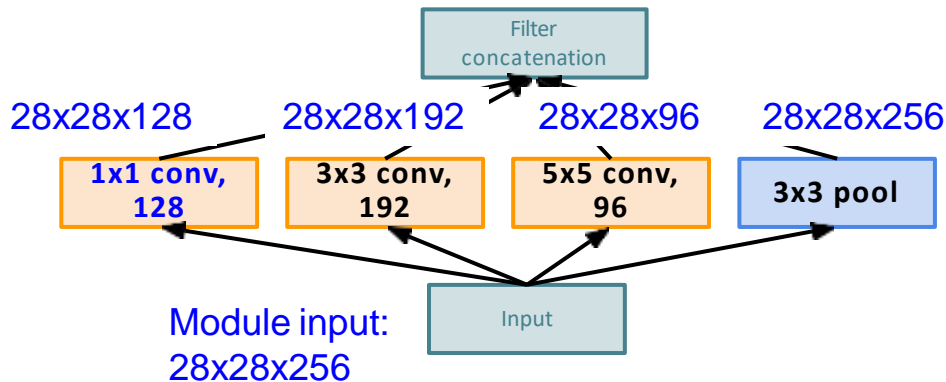 Filter
concatenation
28x28x128 28x28x192 28x28x96 28x28x256
1x1 conv,
128
3x3 conv,
192
5x5 conv,
96
3x3 pool
Input
Module input:
28x28x256